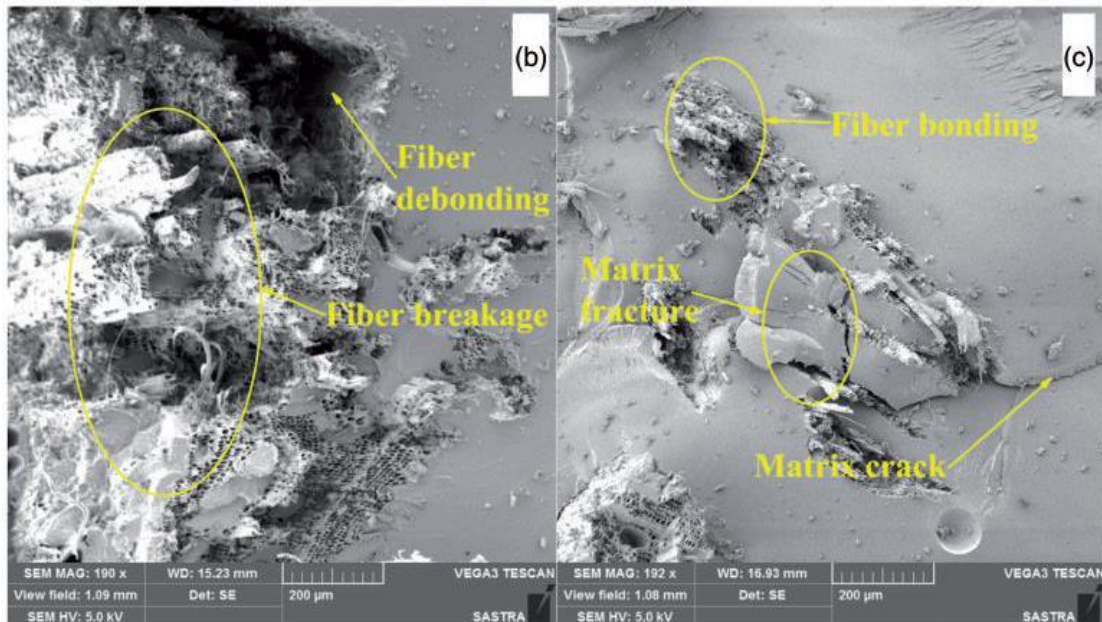 (b)
Fiber
debonding
Fiber breakage
SEM MAG: 190 x
WD: 15.23 mm
VEGA3 TESCAN
View field: 1.09 mm
Det: SE
200 µm
SEM HV: 5.0 kV
SASTRA
(c)
Fiber bonding
Matrix
fracture
Matrix crack
SEM MAG: 192 x
WD: 16.93 mm
VEGA3 TESCAN
View field: 1.08 mm
Det: SE
200 µm
SEM HV: 5.0 kV
SASTRA